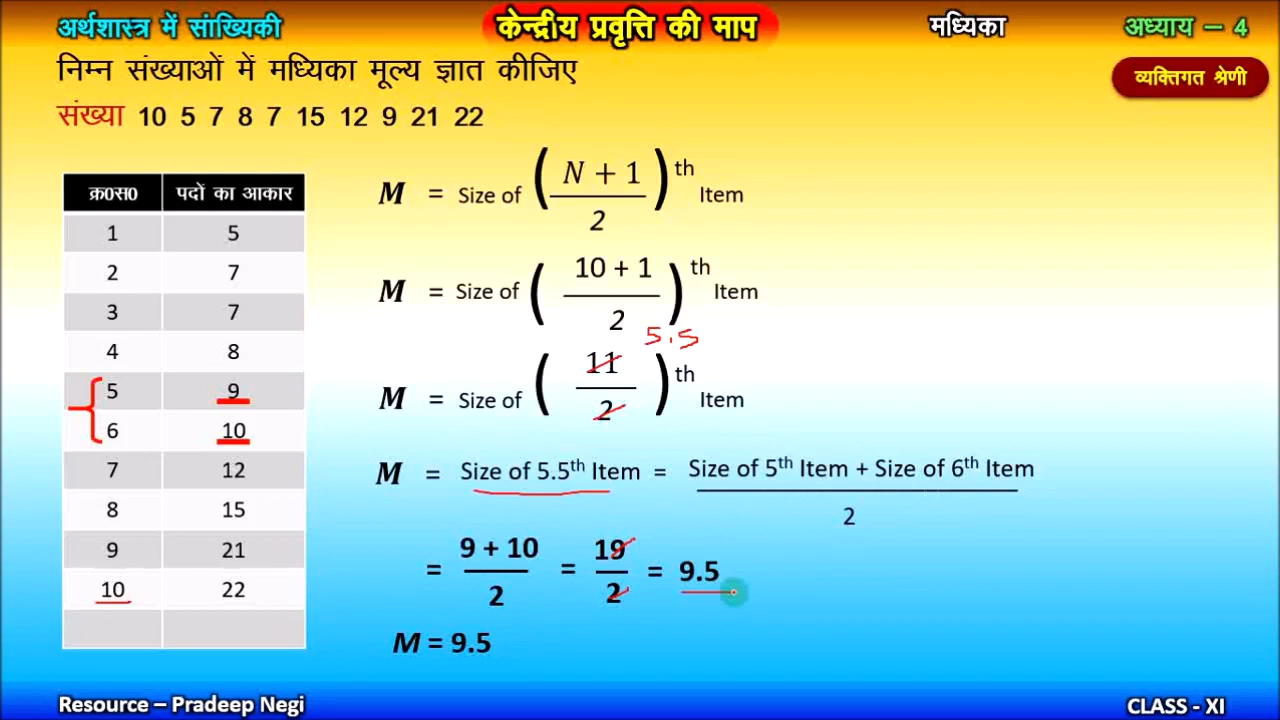 अर्थशास्त्र में सांख्यिकी
केन्द्रीय प्रवृत्ति की माप
मध्यिका
अध्याय – 4
निम्न संख्याओं में मध्यिका मूल्य ज्ञात कीजिए
व्यक्तिगत श्रेणी
संख्या 10 5 7 8 7 15 12 9 21 22
क्र0स0 पदों का आकार
1 5
2 7
3 7
4 8
5 9
6 10
7 12
8 15
9 21
10 22
M = Size of (N + 1 / 2)th Item
M = Size of (10 + 1 / 2)th Item
5.5
M = Size of (11 / 2)th Item
M = Size of 5.5th Item = Size of 5th Item + Size of 6th Item / 2
= 9 + 10 / 2 = 19 / 2 = 9.5
M = 9.5
Resource – Pradeep Negi
CLASS - XI